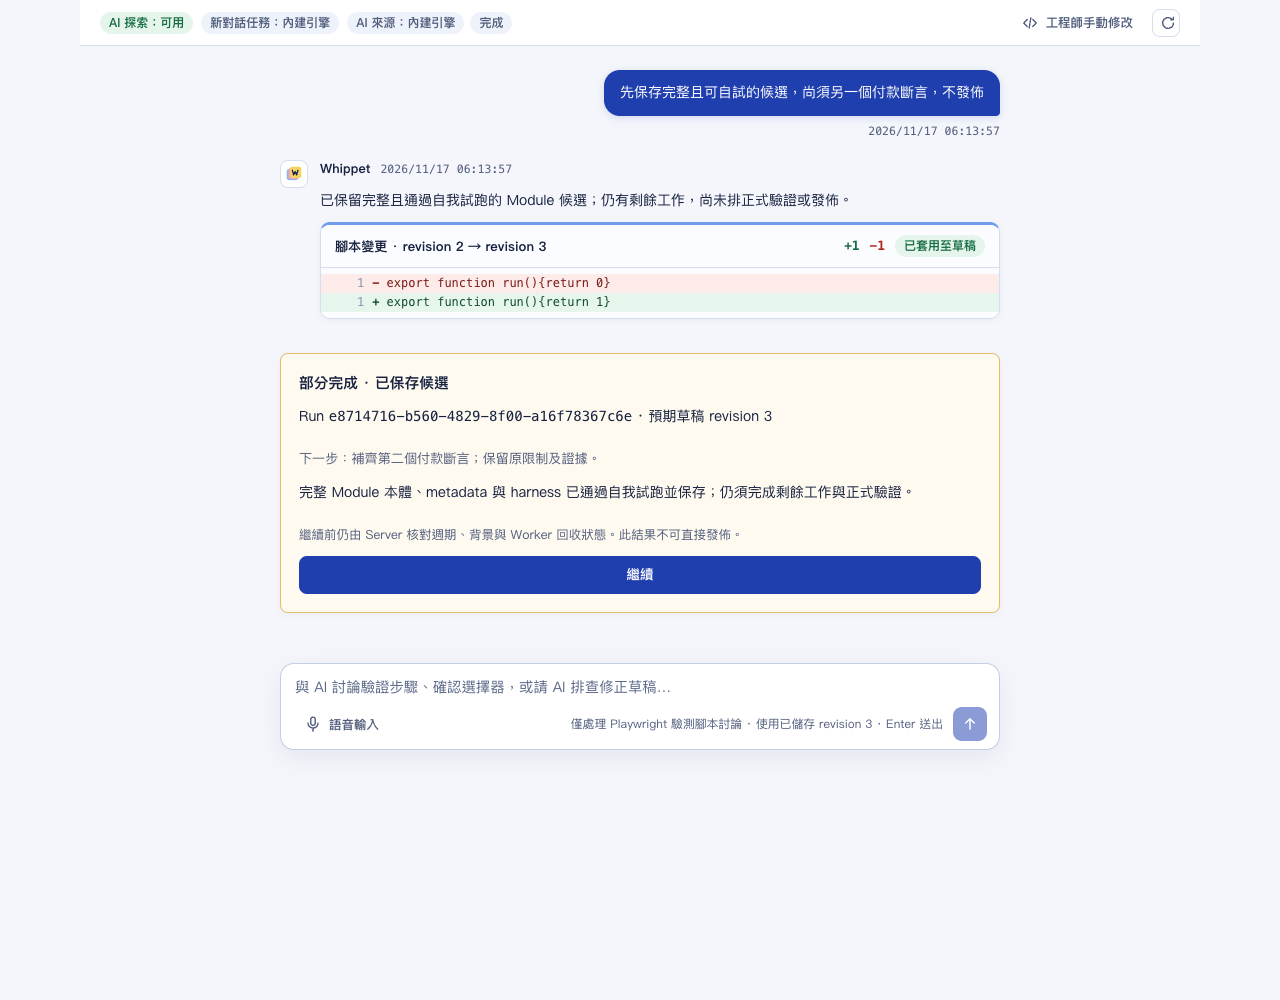 AI 探索：可用 新對話任務：內建引擎 AI 來源：內建引擎 完成 工程師手動修改
先保存完整且可自試的候選，尚須另一個付款斷言，不發佈
2026/11/17 06:13:57
Whippet 2026/11/17 06:13:57
已保留完整且通過自我試跑的 Module 候選；仍有剩餘工作，尚未排正式驗證或發佈。
腳本變更 · revision 2 → revision 3 +1 −1 已套用至草稿
1 − export function run(){return 0}
1 + export function run(){return 1}
部分完成 · 已保存候選
Run e8714716-b560-4829-8f00-a16f78367c6e · 預期草稿 revision 3
下一步：補齊第二個付款斷言；保留原限制及證據。
完整 Module 本體、metadata 與 harness 已通過自我試跑並保存；仍須完成剩餘工作與正式驗證。
繼續前仍由 Server 核對週期、背景與 Worker 回收狀態。此結果不可直接發佈。
繼續
與 AI 討論驗證步驟、確認選擇器，或請 AI 排查修正草稿…
語音輸入 僅處理 Playwright 驗測腳本討論 · 使用已儲存 revision 3 · Enter 送出